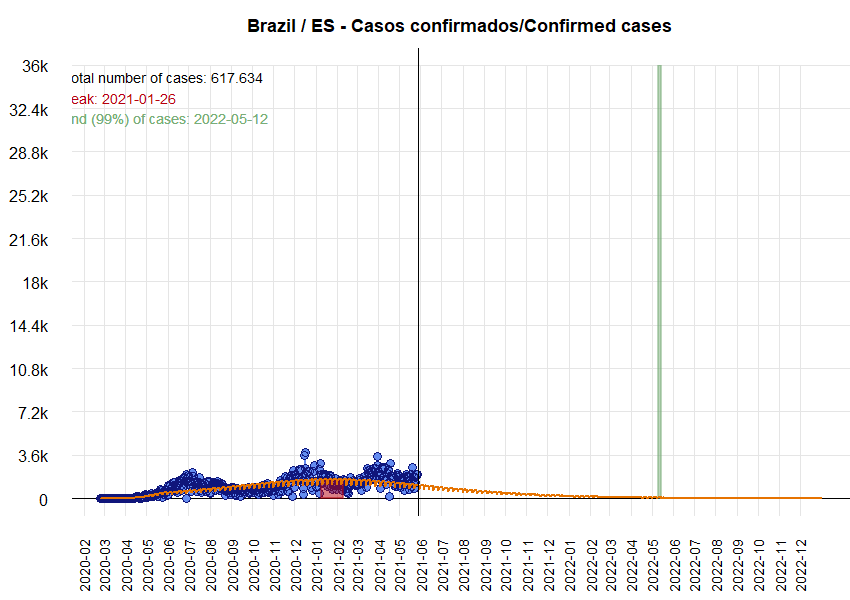 Brazil / ES - Casos confirmados/Confirmed cases
36k
otal number of cases: 617.634
eak: 2021-01-26
nd (99%) of cases: 2022-05-12
32.4k
28.8k
25.2k
21.6k
18k
14.4k
10.8k
7.2k
3.6k
0
2020-02
2020-03
2020-04
2020-05
2020-06
2020-07
2020-08
2020-09
2020-10
2020-11
2020-12
2021-01
2021-02
2021-03
2021-04
2021-05
2021-06
2021-07
2021-08
2021-09
2021-10
2021-11
2021-12
2022-01
2022-02
2022-03
2022-04
2022-05
2022-06
2022-07
2022-08
2022-09
2022-10
2022-11
2022-12